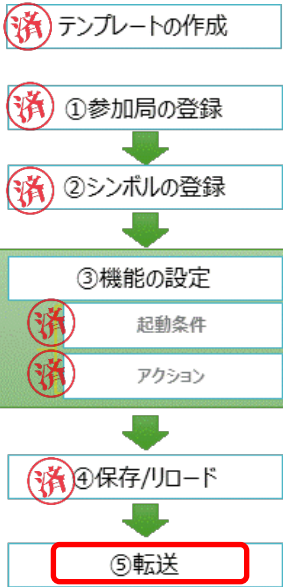 済 テンプレートの作成
済 ①参加局の登録
済 ②シンボルの登録
③機能の設定
済 起動条件
済 アクション
済 ④保存/リロード
⑤転送